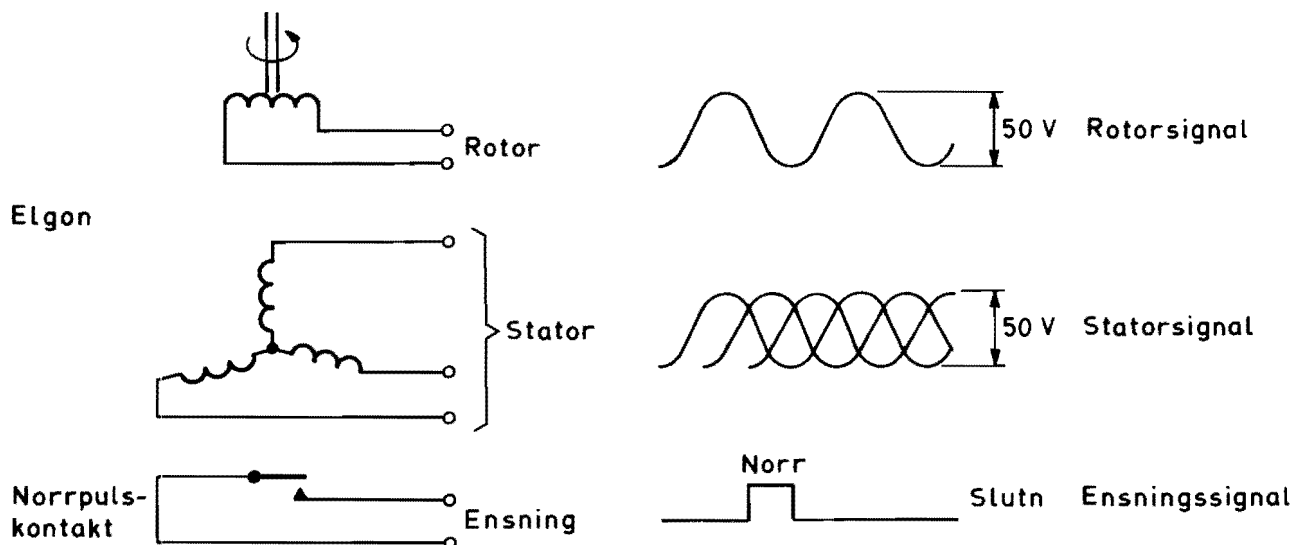 Rotor
50 V Rotorsignal
Elgon
Stator
50 V Statorsignal
Norrpuls-
kontakt
Ensning
Norr
Slutn Ensningssignal